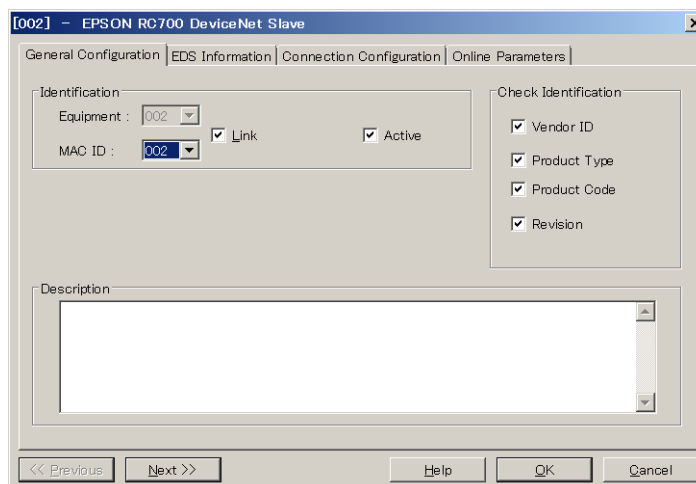 [002] - EPSON RC700 DeviceNet Slave
General Configuration EDS Information Connection Configuration Online Parameters
Identification
Equipment : 002
MAC ID : 002
Link
Active
Check Identification
Vendor ID
Product Type
Product Code
Revision
Description
<< Previous Next >> Help OK Cancel